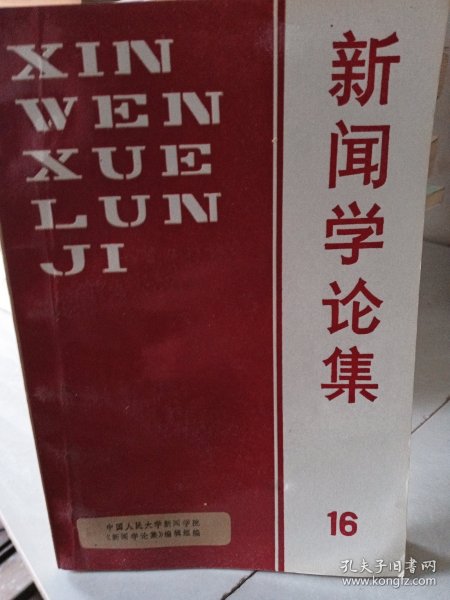 XIN
WEN
XUE
LUN
JI
新闻学论集
16
中国人民大学新闻学院
《新闻学论集》编辑组编
孔夫子旧书网
www.kongfz.com